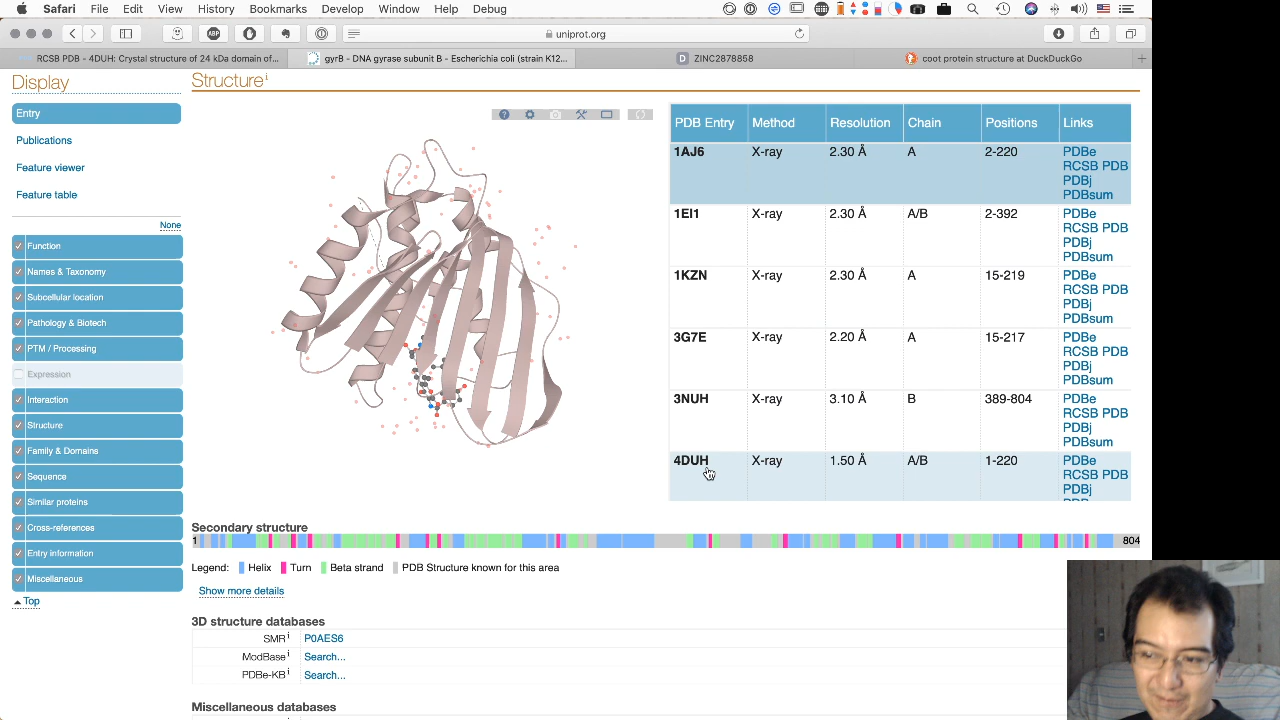 Safari File Edit View History Bookmarks Develop Window Help Debug
uniprot.org
RCSB PDB - 4DUH: Crystal structure of 24 kDa domain of... gyrB - DNA gyrase subunit B - Escherichia coli (strain K12... ZINC2878858 coot protein structure at DuckDuckGo
Display
Entry
Publications
Feature viewer
Feature table
None
Function
Names & Taxonomy
Subcellular location
Pathology & Biotech
PTM / Processing
Expression
Interaction
Structure
Family & Domains
Sequence
Similar proteins
Cross-references
Entry information
Miscellaneous
Top
Structure i
PDB Entry Method Resolution Chain Positions Links
1AJ6 X-ray 2.30 Å A 2-220 PDBe
RCSB PDB
PDBj
PDBsum
1EI1 X-ray 2.30 Å A/B 2-392 PDBe
RCSB PDB
PDBj
PDBsum
1KZN X-ray 2.30 Å A 15-219 PDBe
RCSB PDB
PDBj
PDBsum
3G7E X-ray 2.20 Å A 15-217 PDBe
RCSB PDB
PDBj
PDBsum
3NUH X-ray 3.10 Å B 389-804 PDBe
RCSB PDB
PDBj
PDBsum
4DUH X-ray 1.50 Å A/B 1-220 PDBe
RCSB PDB
PDBj
Secondary structure
1 804
Legend: Helix Turn Beta strand PDB Structure known for this area
Show more details
3D structure databases
SMR i P0AES6
ModBase i Search...
PDBe-KB i Search...
Miscellaneous databases